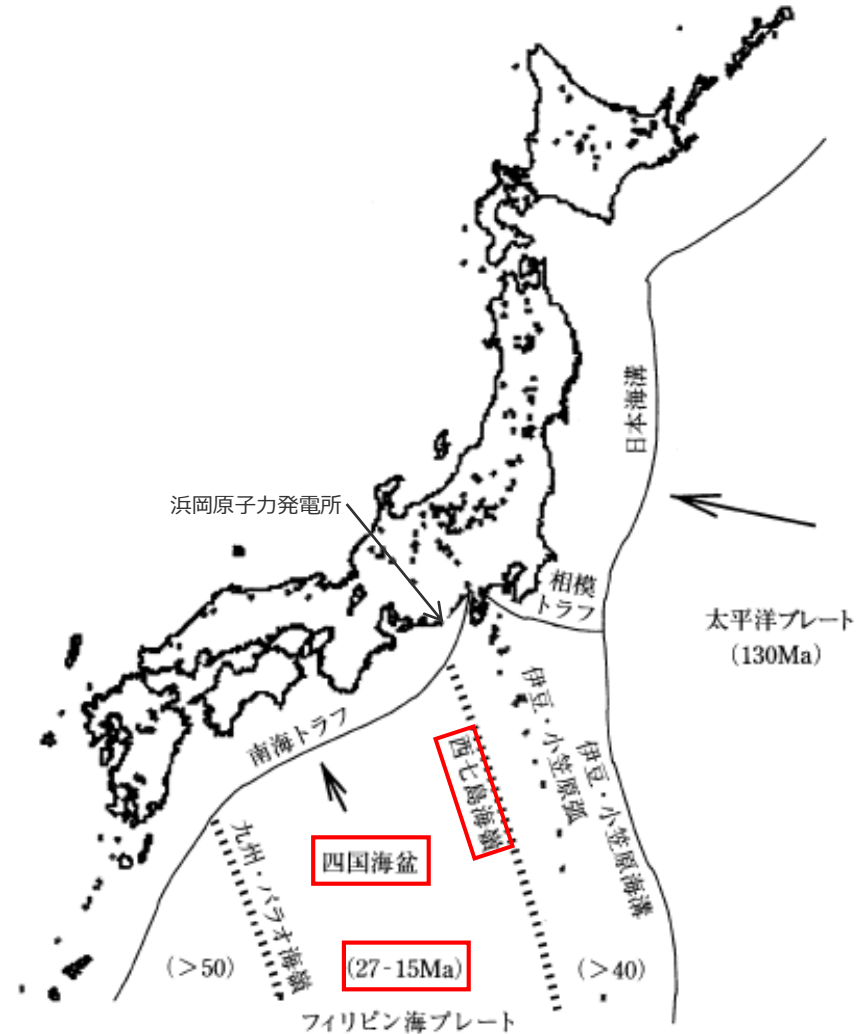 日本海溝
浜岡原子力発電所
相模
トラフ
太平洋プレート
(130Ma)
南海トラフ
西七島海嶺
伊豆・小笠原弧
伊豆・小笠原海溝
四国海盆
九州・パラオ海嶺
(>50)
(27-15Ma)
(>40)
フィリピン海プレート